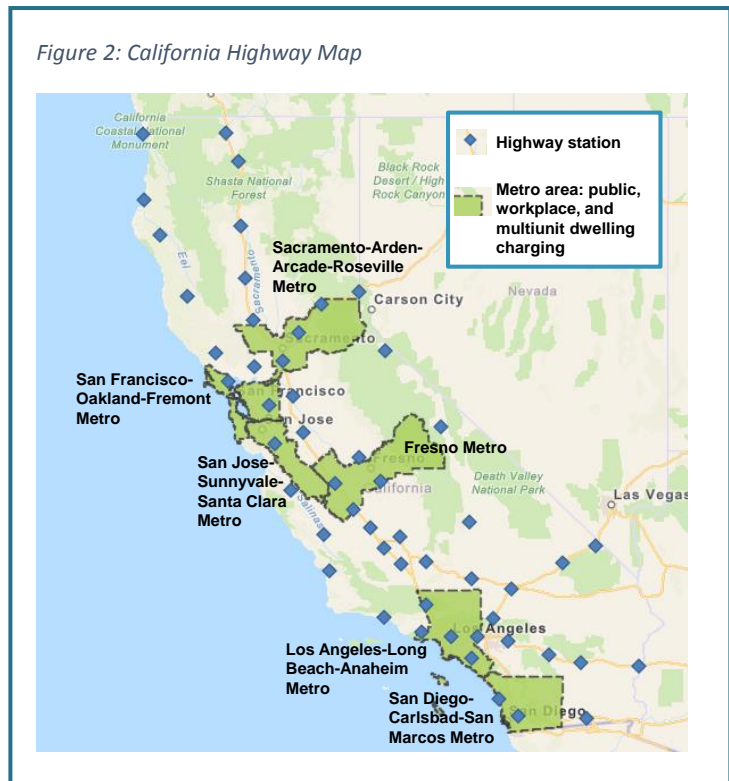 Figure 2: California Highway Map
California
Coastal National
Monument
Shasta National
Forest
Black Rock
Desert / High
Rock Canyon
Highway station
Metro area: public,
workplace, and
multiunit dwelling
charging
Sacramento-Arden-
Arcade-Roseville
Metro
Eel
Sacramento
Carson City
Nevada
Sacramento
San Francisco-
Oakland-Fremont
Metro
San Francisco
San Jose
Fresno Metro
Fresno
California
San Jose-
Sunnyvale-
Santa Clara
Metro
Salinas
Death Valley
National Park
Las Vegas
Los Angeles
Los Angeles-Long
Beach-Anaheim
Metro
San Diego-
Carlsbad-San
Marcos Metro
San Diego